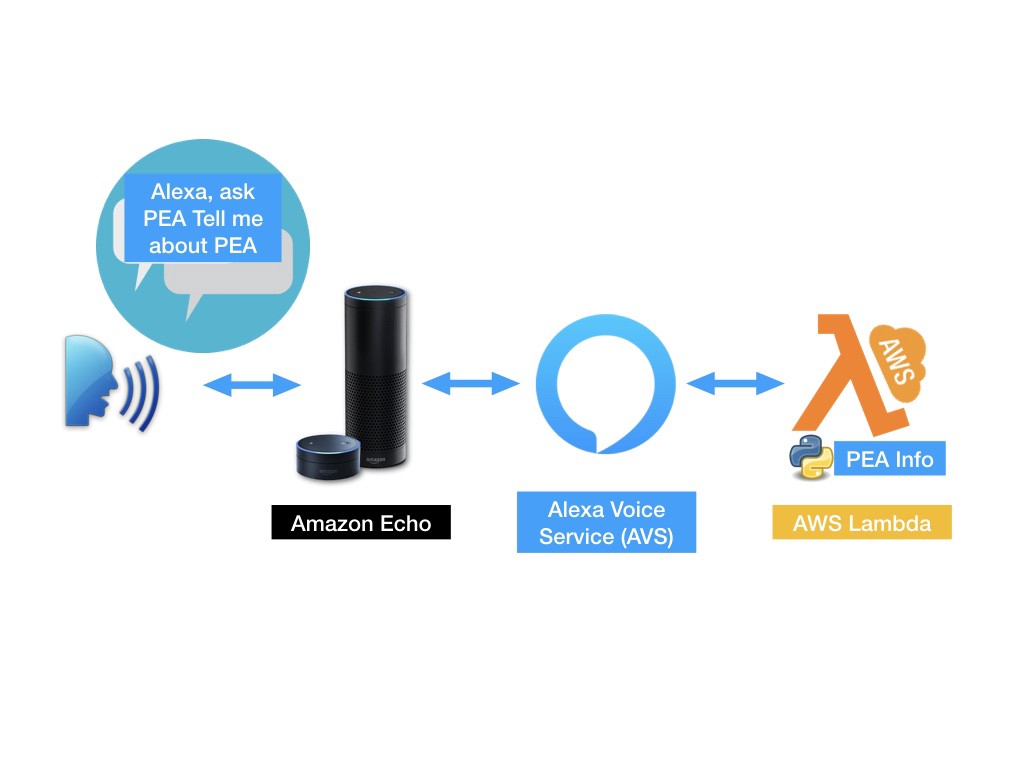 Alexa, ask
PEA Tell me
about PEA
AWS
PEA Info
amazon
Amazon Echo
Alexa Voice
Service (AVS)
AWS Lambda